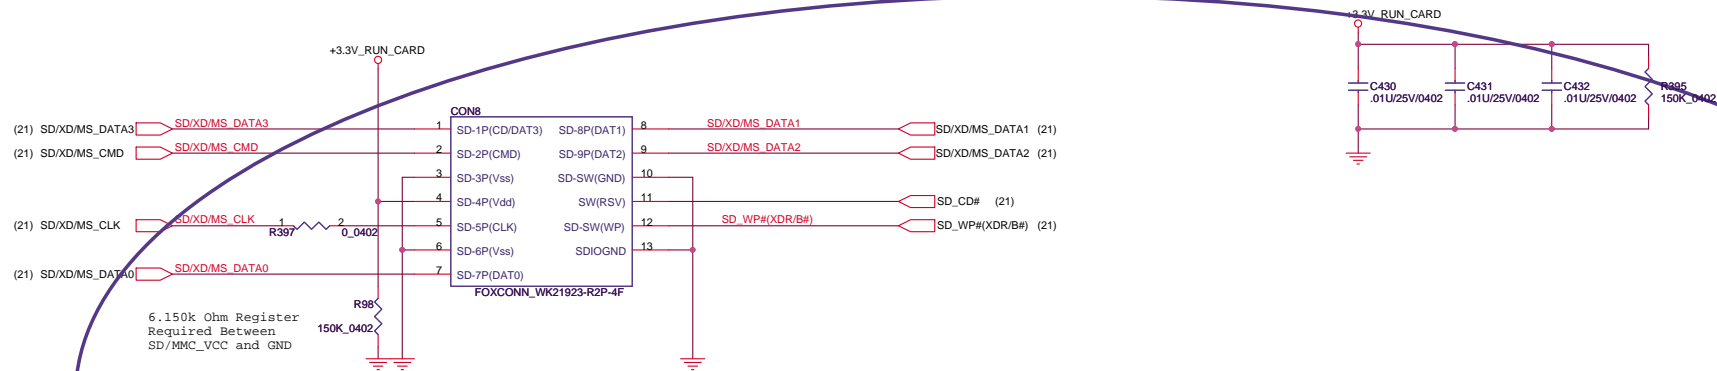 +3.3V_RUN_CARD
+3.3V_RUN_CARD
C430
.01U/25V/0402
C431
.01U/25V/0402
C432
.01U/25V/0402
R395
150K_0402
CON8
(21) SD/XD/MS_DATA3 SD/XD/MS_DATA3 1 SD-1P(CD/DAT3) SD-8P(DAT1) 8 SD/XD/MS_DATA1 SD/XD/MS_DATA1 (21)
(21) SD/XD/MS_CMD SD/XD/MS_CMD 2 SD-2P(CMD) SD-9P(DAT2) 9 SD/XD/MS_DATA2 SD/XD/MS_DATA2 (21)
3 SD-3P(Vss) SD-SW(GND) 10
4 SD-4P(Vdd) SW(RSV) 11 SD_CD# (21)
(21) SD/XD/MS_CLK SD/XD/MS_CLK 1 2 5 SD-5P(CLK) SD-SW(WP) 12 SD_WP#(XDR/B#) SD_WP#(XDR/B#) (21)
R397 0_0402
6 SD-6P(Vss) SDIOGND 13
(21) SD/XD/MS_DATA0 SD/XD/MS_DATA0 7 SD-7P(DAT0)
FOXCONN_WK21923-R2P-4F
R98
150K_0402
6.150k Ohm Register
Required Between
SD/MMC_VCC and GND